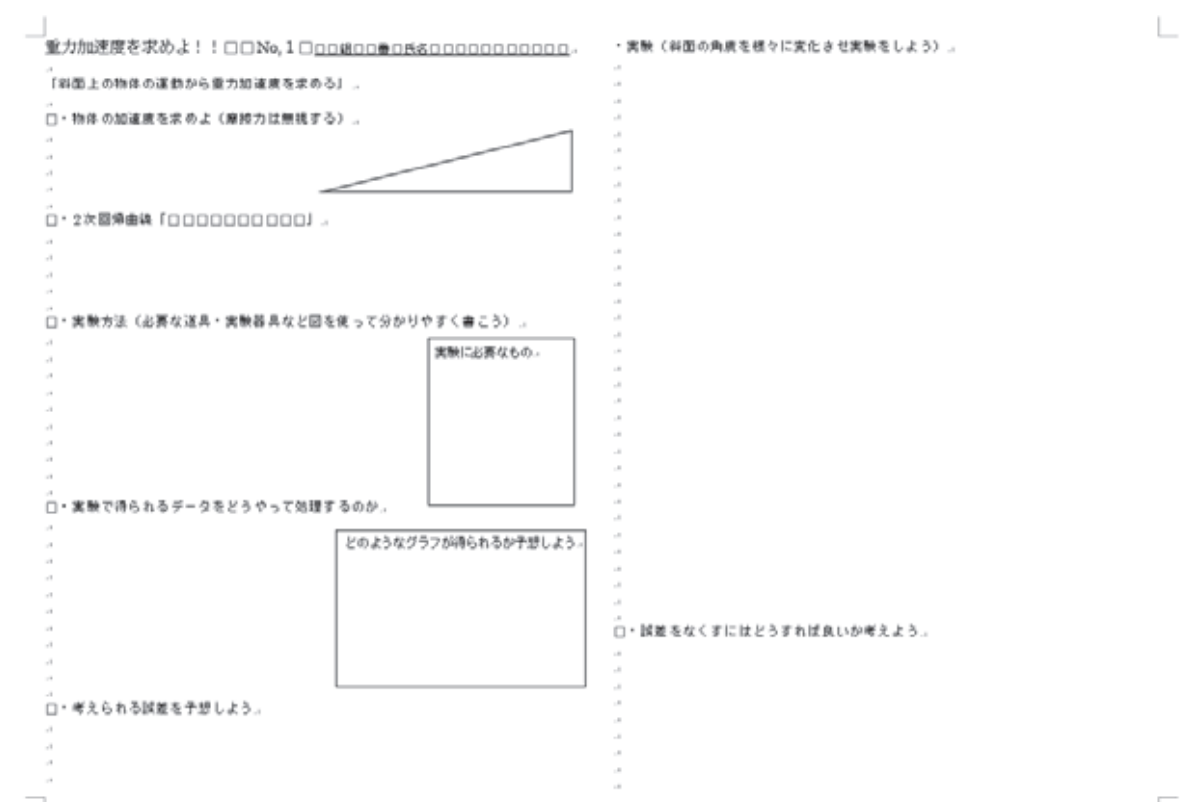 重力加速度を求めよ！！□□No, 1 □□□組□□番□氏名□□□□□□□□□□
「斜面上の物体の運動から重力加速度を求める」
□・物体の加速度を求めよ（摩擦力は無視する）
□・2次回帰曲線「□□□□□□□□□□」
□・実験方法（必要な道具・実験器具など図を使って分かりやすく書こう）
実験に必要なもの
□・実験で得られるデータをどうやって処理するのか
どのようなグラフが得られるか予想しよう
□・考えられる誤差を予想しよう
・実験（斜面の角度を様々に変化させ実験をしよう）
□・誤差をなくすにはどうすれば良いか考えよう